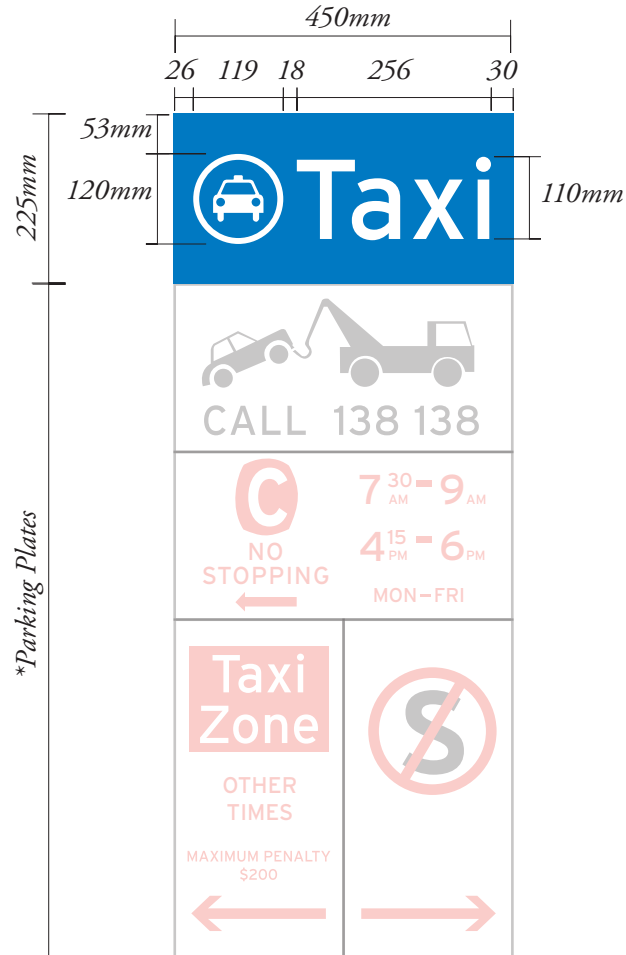 450mm
26 119 18 256 30
53mm
225mm
120mm
Taxi
110mm
CALL 138 138
*Parking Plates
C
NO
STOPPING
7 30 AM - 9 AM
4 15 PM - 6 PM
MON-FRI
Taxi
Zone
OTHER
TIMES
MAXIMUM PENALTY
$200
S